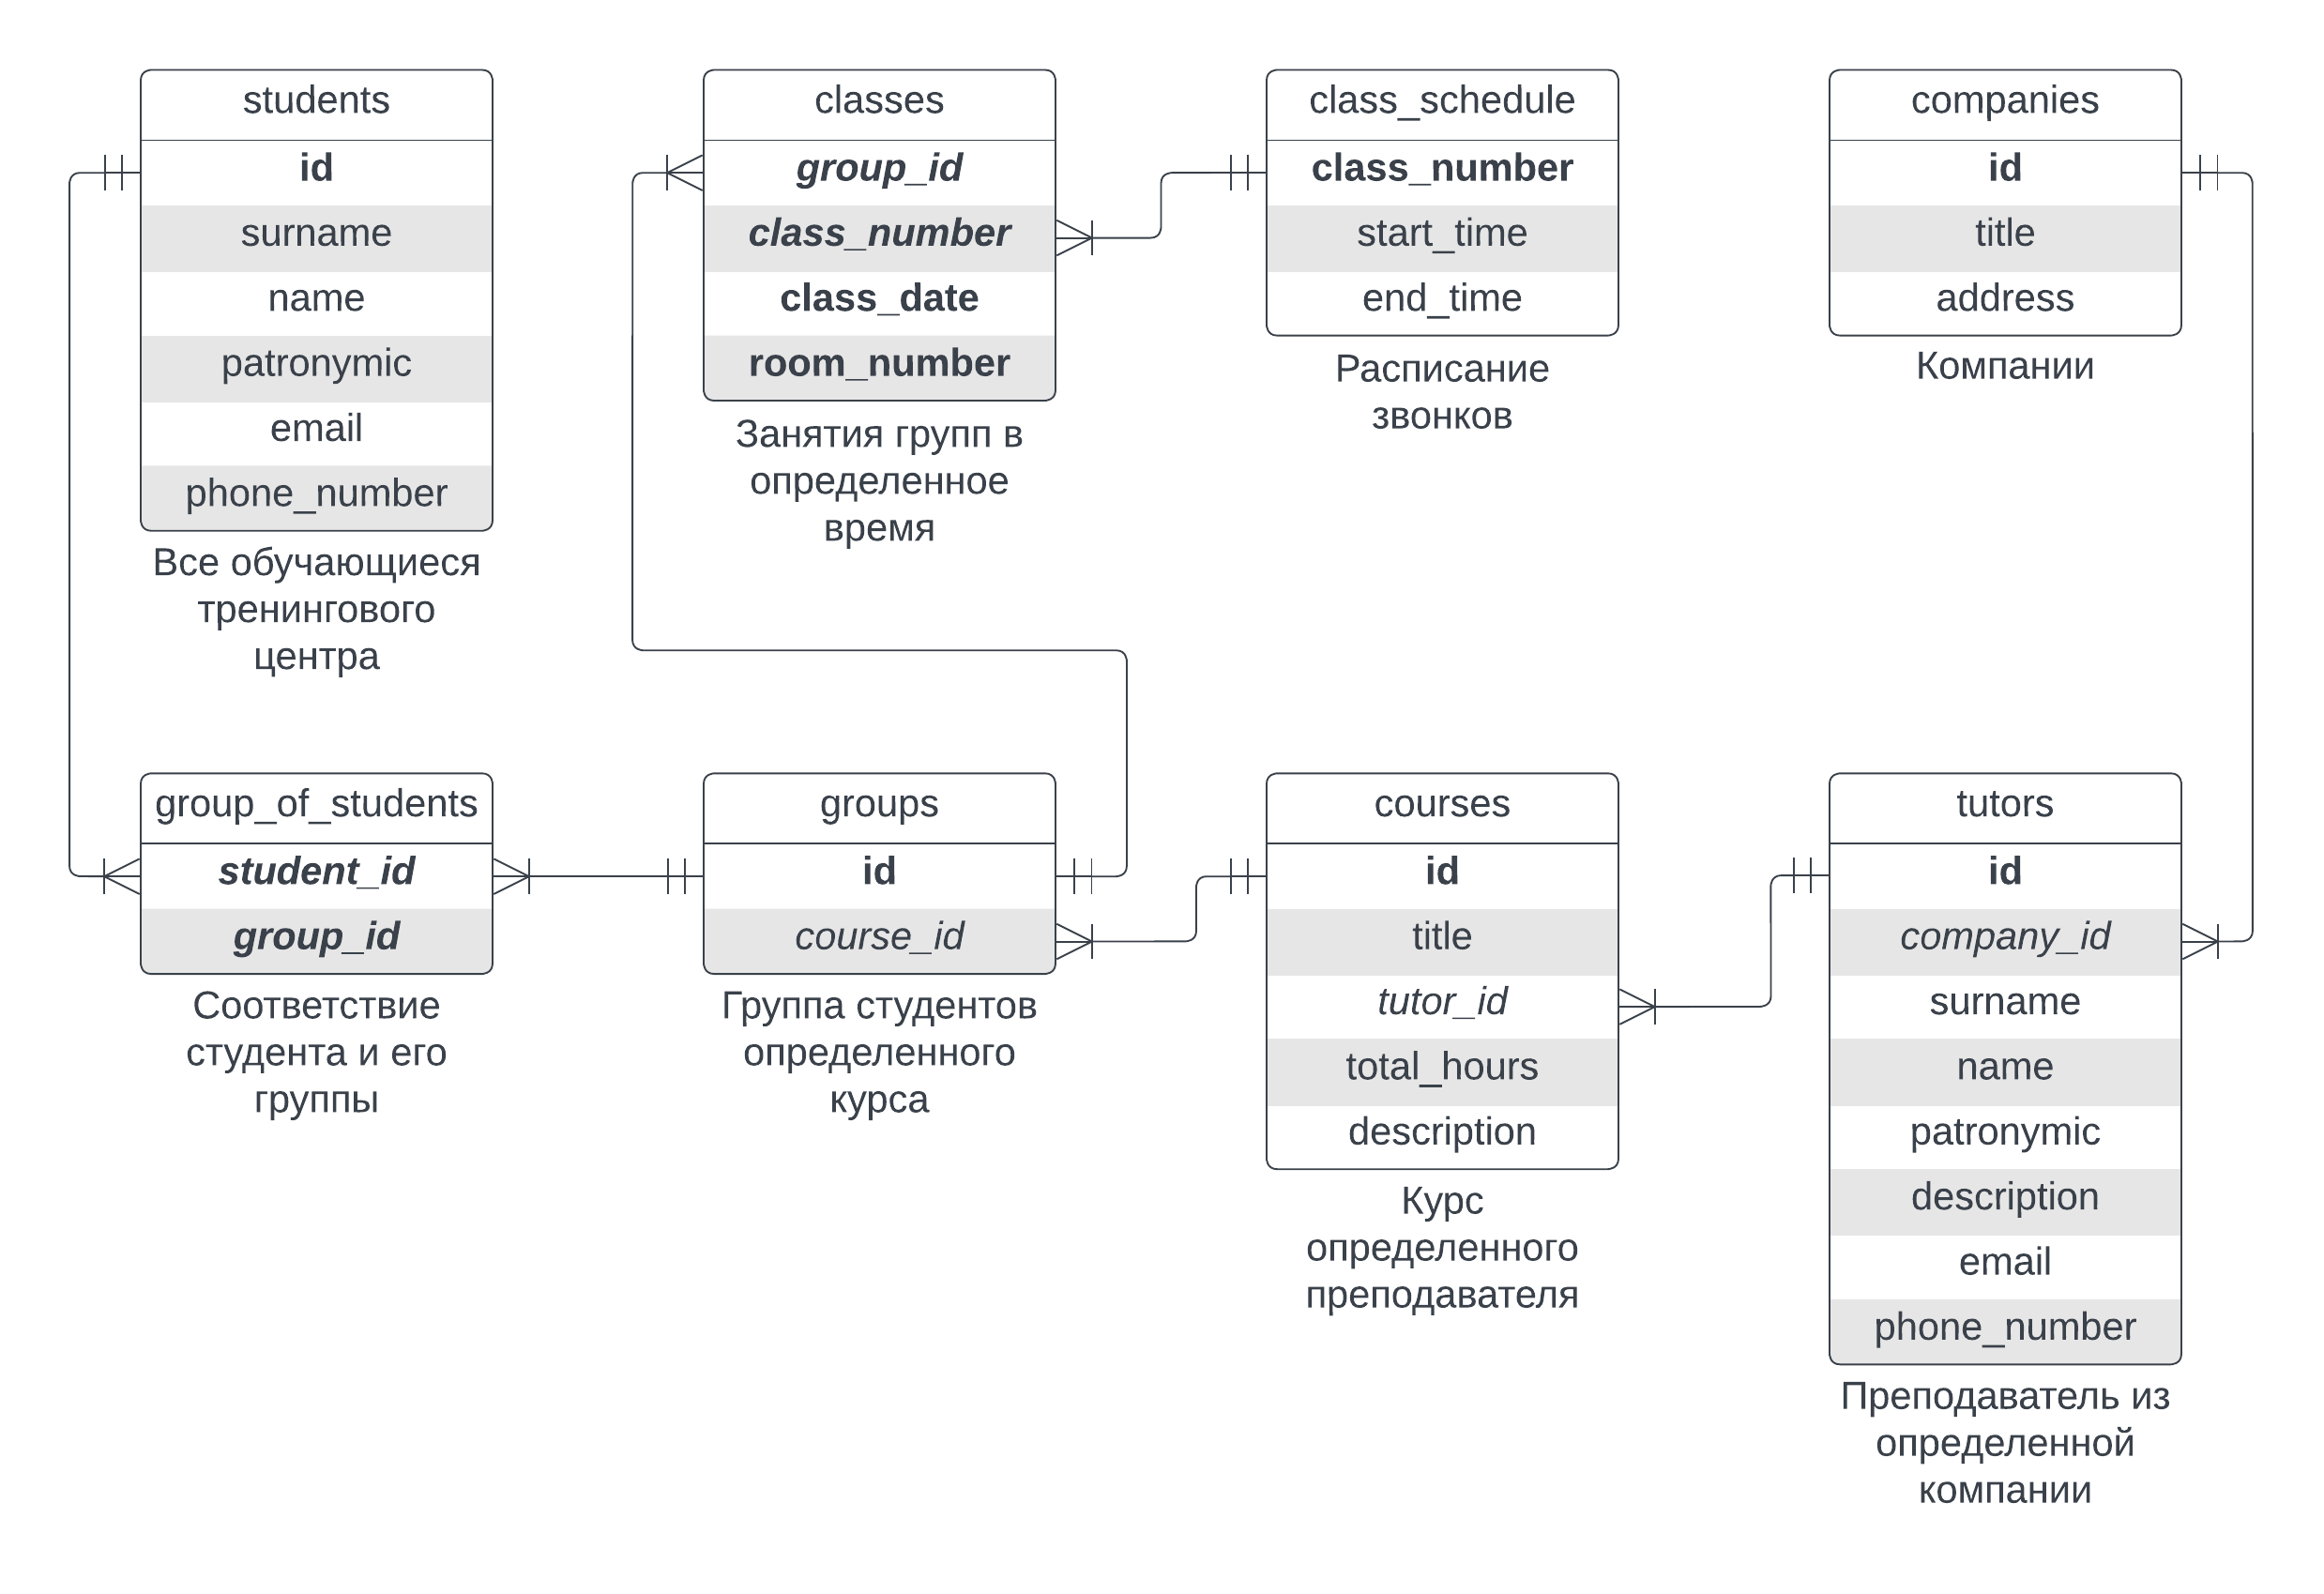 students
id
surname
name
patronymic
email
phone_number
Все обучающиеся
тренингового
центра
classes
group_id
class_number
class_date
room_number
Занятия групп в
определенное
время
class_schedule
class_number
start_time
end_time
Расписание
звонков
companies
id
title
address
Компании
group_of_students
student_id
group_id
Соответствие
студента и его
группы
groups
id
course_id
Группа студентов
определенного
курса
courses
id
title
tutor_id
total_hours
description
Курс
определенного
преподавателя
tutors
id
company_id
surname
name
patronymic
description
email
phone_number
Преподаватель из
определенной
компании